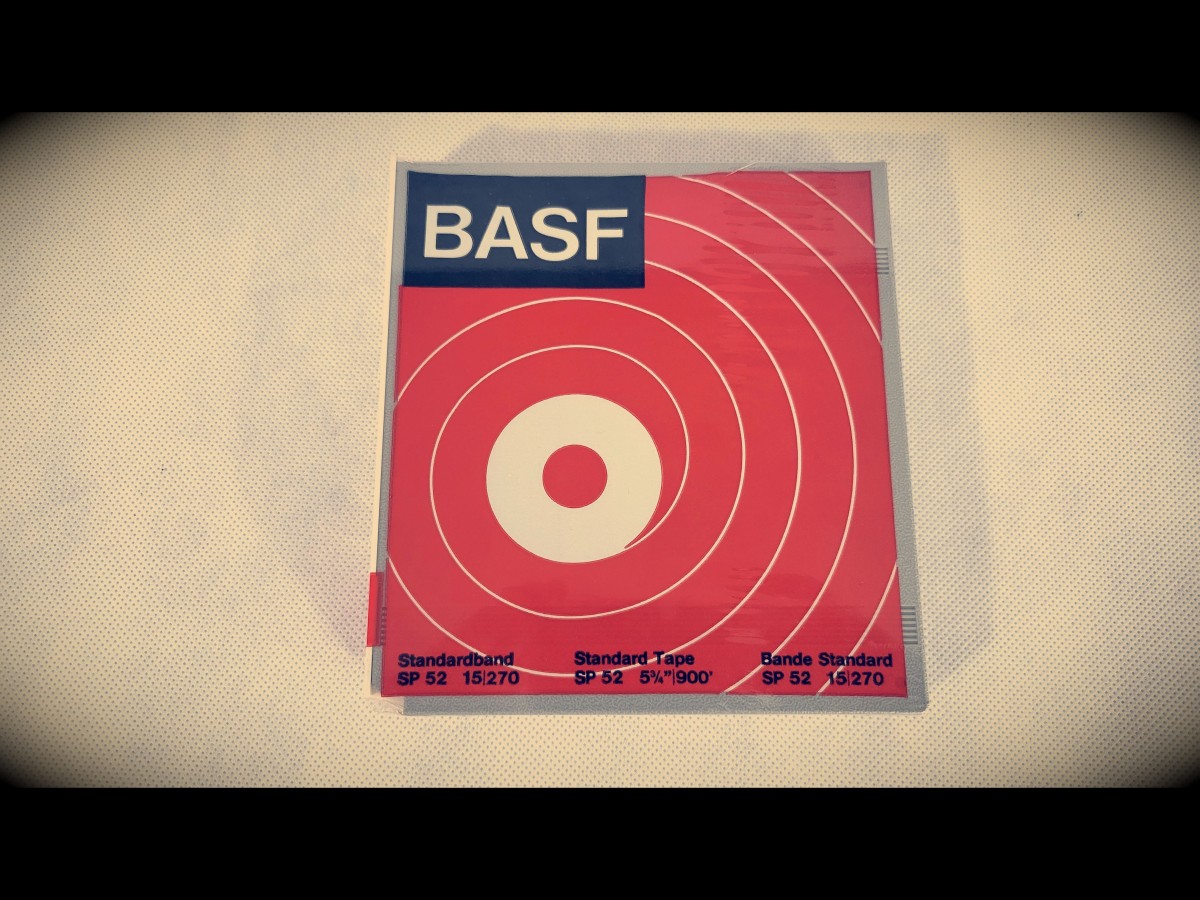 BASF
Standardband
SP 52 15|270
Standard Tape
SP 52 5¾"|900'
Bande Standard
SP 52 15|270